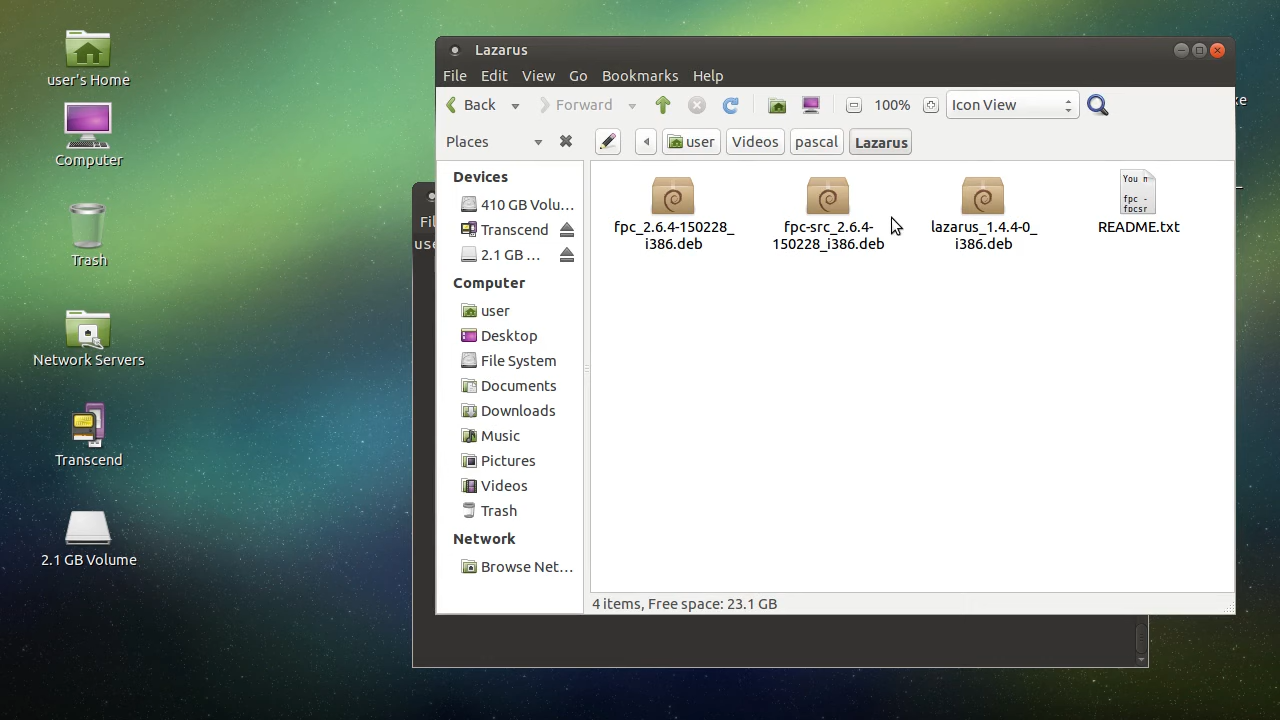 user's Home
Computer
Trash
Network Servers
Transcend
2.1 GB Volume
Lazarus
File Edit View Go Bookmarks Help
Back Forward 100% Icon View
Places user Videos pascal Lazarus
Devices
410 GB Volu...
Transcend
2.1 GB ...
Computer
user
Desktop
File System
Documents
Downloads
Music
Pictures
Videos
Trash
Network
Browse Net...
fpc_2.6.4-150228_
i386.deb
fpc-src_2.6.4-
150228_i386.deb
lazarus_1.4.4-0_
i386.deb
You n
fpc -
fpcsr
README.txt
4 items, Free space: 23.1 GB